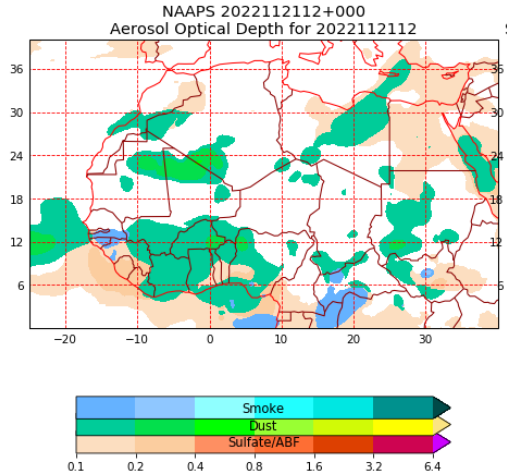 NAAPS 2022112112+000
Aerosol Optical Depth for 2022112112
S
36 36
30 30
24 24
18 18
12 12
6 6
−20 −10 0 10 20 30
Smoke
Dust
Sulfate/ABF
0.1 0.2 0.4 0.8 1.6 3.2 6.4